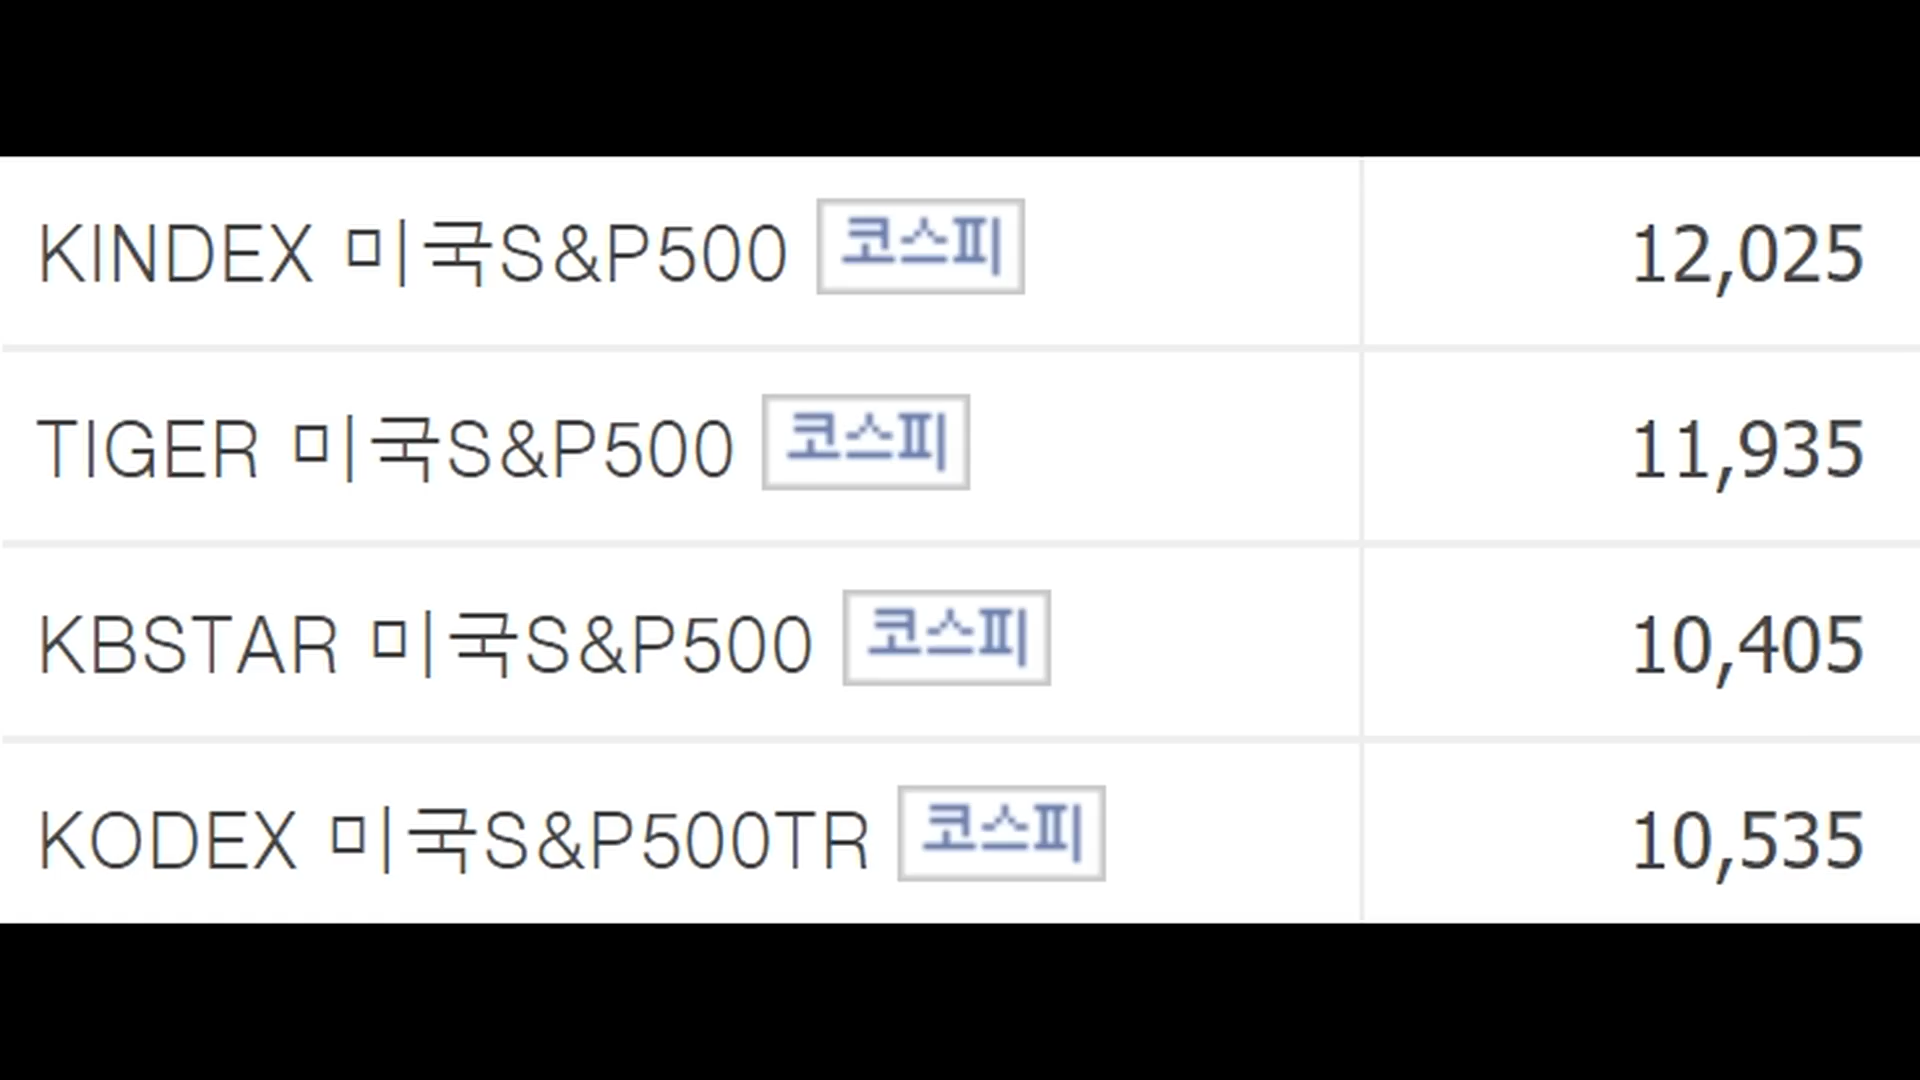 KINDEX 미국S&P500 코스피 12,025
TIGER 미국S&P500 코스피 11,935
KBSTAR 미국S&P500 코스피 10,405
KODEX 미국S&P500TR 코스피 10,535